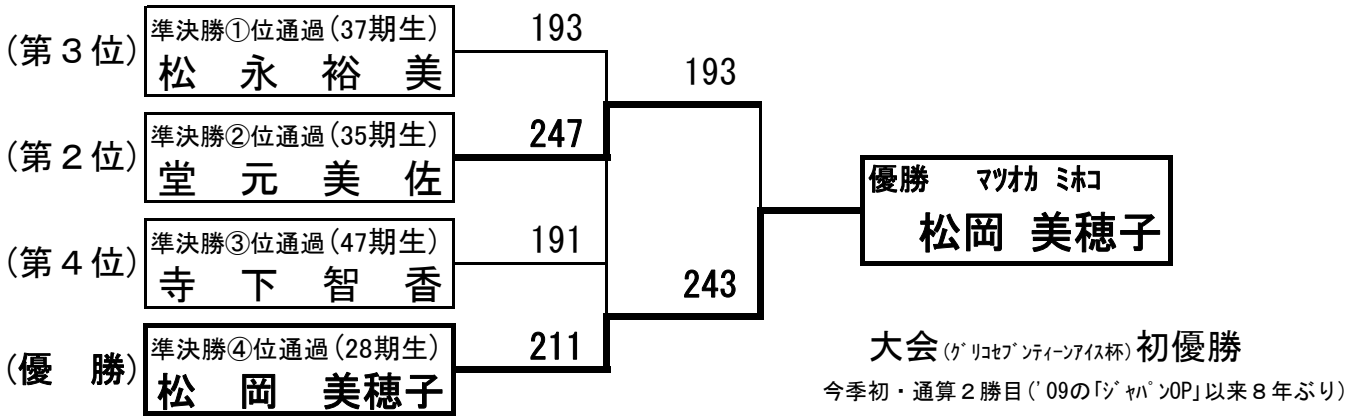 (第３位)
準決勝①位通過(37期生)
松　永　裕　美
193
(第２位)
準決勝②位通過(35期生)
堂　元　美　佐
247
193
(第４位)
準決勝③位通過(47期生)
寺　下　智　香
191
(優　勝)
準決勝④位通過(28期生)
松　岡　美穂子
211
243
優勝　ﾏﾂｵｶ ﾐﾎｺ
松岡 美穂子
大会(ｸﾞﾘｺｾﾌﾞﾝﾃｨｰﾝｱｲｽ杯)初優勝
今季初・通算２勝目('09の｢ｼﾞｬﾊﾟﾝOP｣以来８年ぶり)